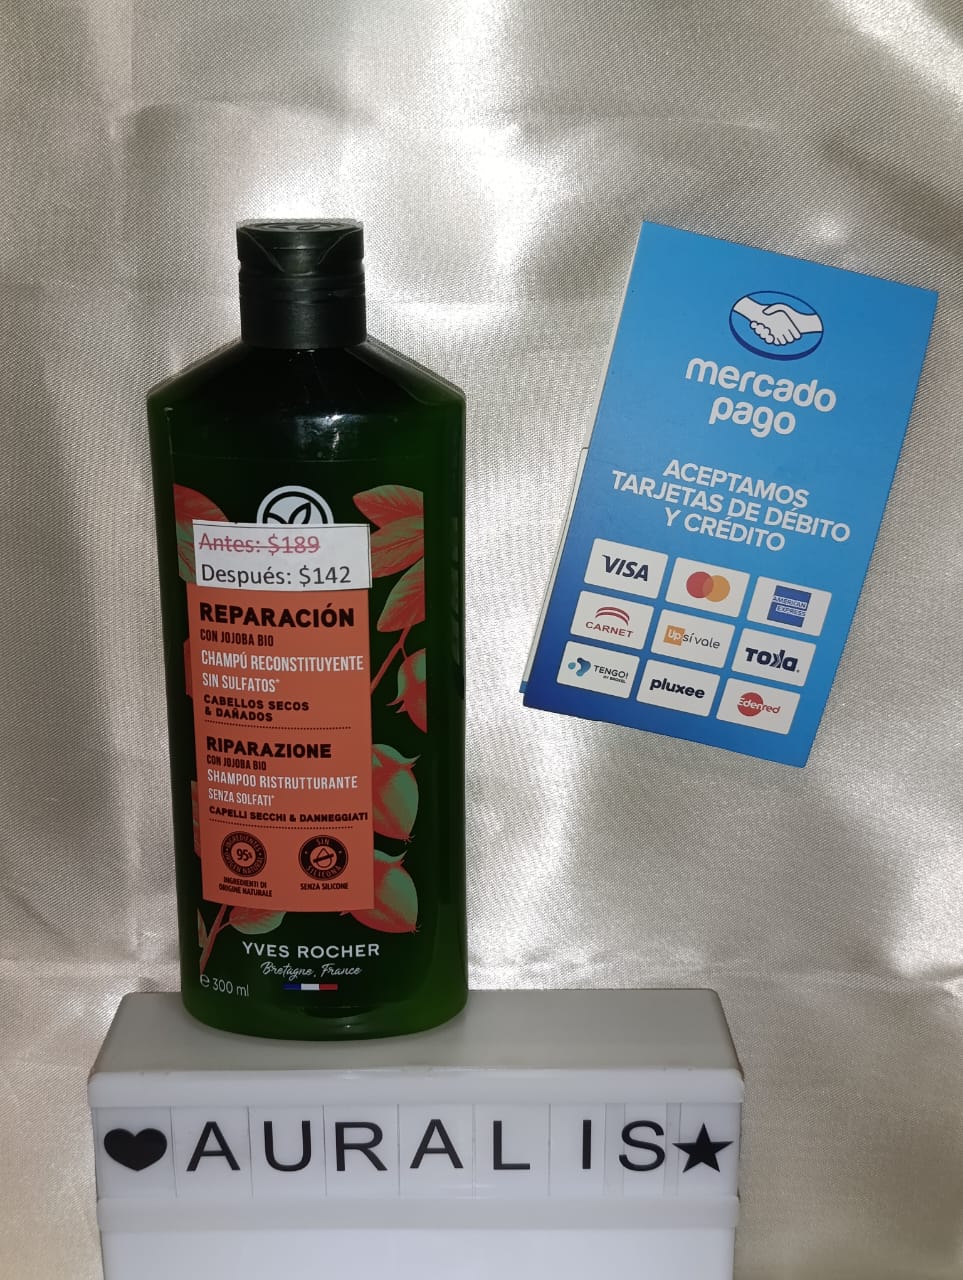 Antes: $189
Después: $142
REPARACIÓN
CON JOJOBA BIO
CHAMPÚ RECONSTITUYENTE
SIN SULFATOS*
CABELLOS SECOS
& DAÑADOS
RIPARAZIONE
CON JOJOBA BIO
SHAMPOO RISTRUTTURANTE
SENZA SOLFATI*
CAPELLI SECCHI & DANNEGGIATI
95%
INGREDIENTI DI
ORIGINE NATURALE
SIN
SILICONA
SENZA SILICONE
YVES ROCHER
Bretagne, France
e 300 ml
mercado
pago
ACEPTAMOS
TARJETAS DE DÉBITO
Y CRÉDITO
VISA
AMERICAN
EXPRESS
CARNET
Up sí vale
TOKA
TENGO!
pluxee
Edenred
AURALIS